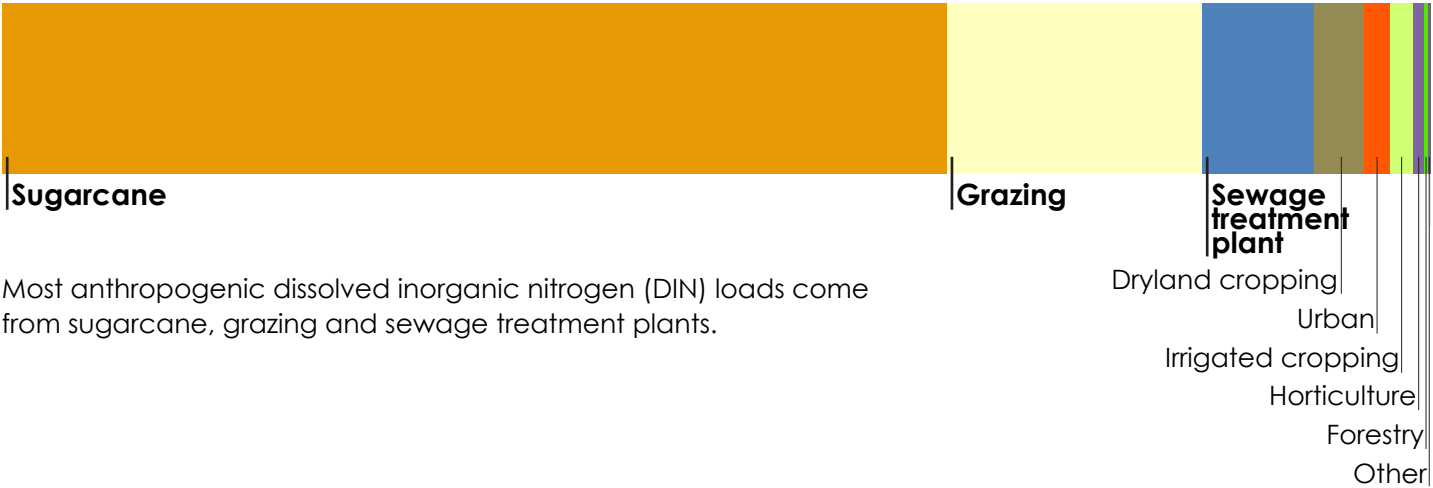 Sugarcane
Grazing
Sewage
treatment
plant
Most anthropogenic dissolved inorganic nitrogen (DIN) loads come
from sugarcane, grazing and sewage treatment plants.
Dryland cropping
Urban
Irrigated cropping
Horticulture
Forestry
Other